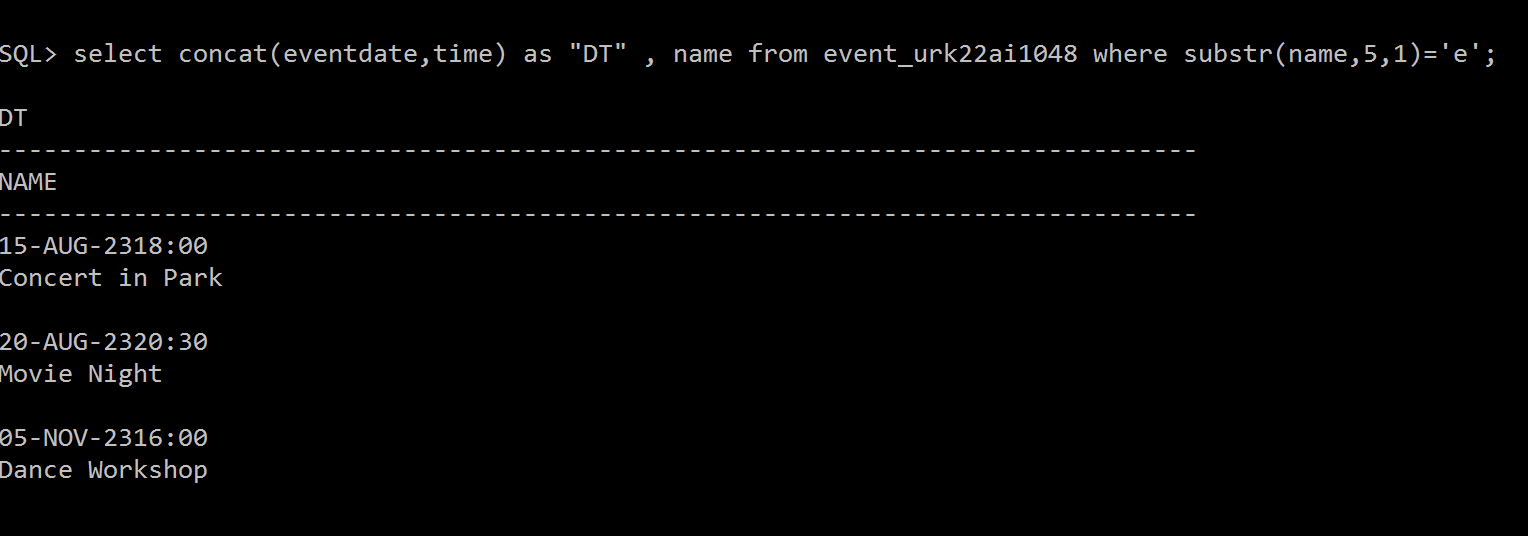 SQL> select concat(eventdate,time) as "DT" , name from event_urk22ai1048 where substr(name,5,1)='e';
DT
--------------------------------------------------------------------------------
NAME
--------------------------------------------------------------------------------
15-AUG-2318:00
Concert in Park
20-AUG-2320:30
Movie Night
05-NOV-2316:00
Dance Workshop